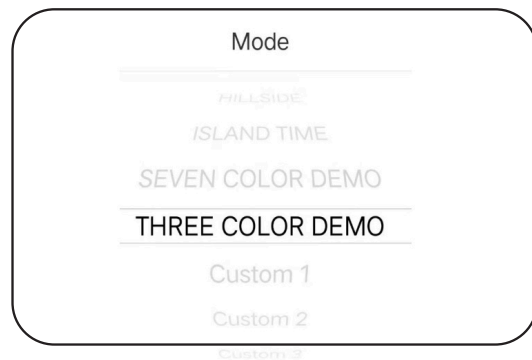 Mode
HILLSIDE
ISLAND TIME
SEVEN COLOR DEMO
THREE COLOR DEMO
Custom 1
Custom 2
Custom 3